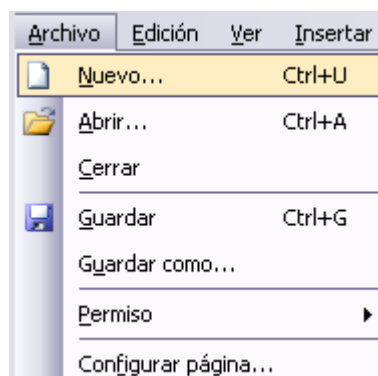 Archivo Edición Ver Insertar
Nuevo... Ctrl+U
Abrir... Ctrl+A
Cerrar
Guardar Ctrl+G
Guardar como...
Permiso
Configurar página...